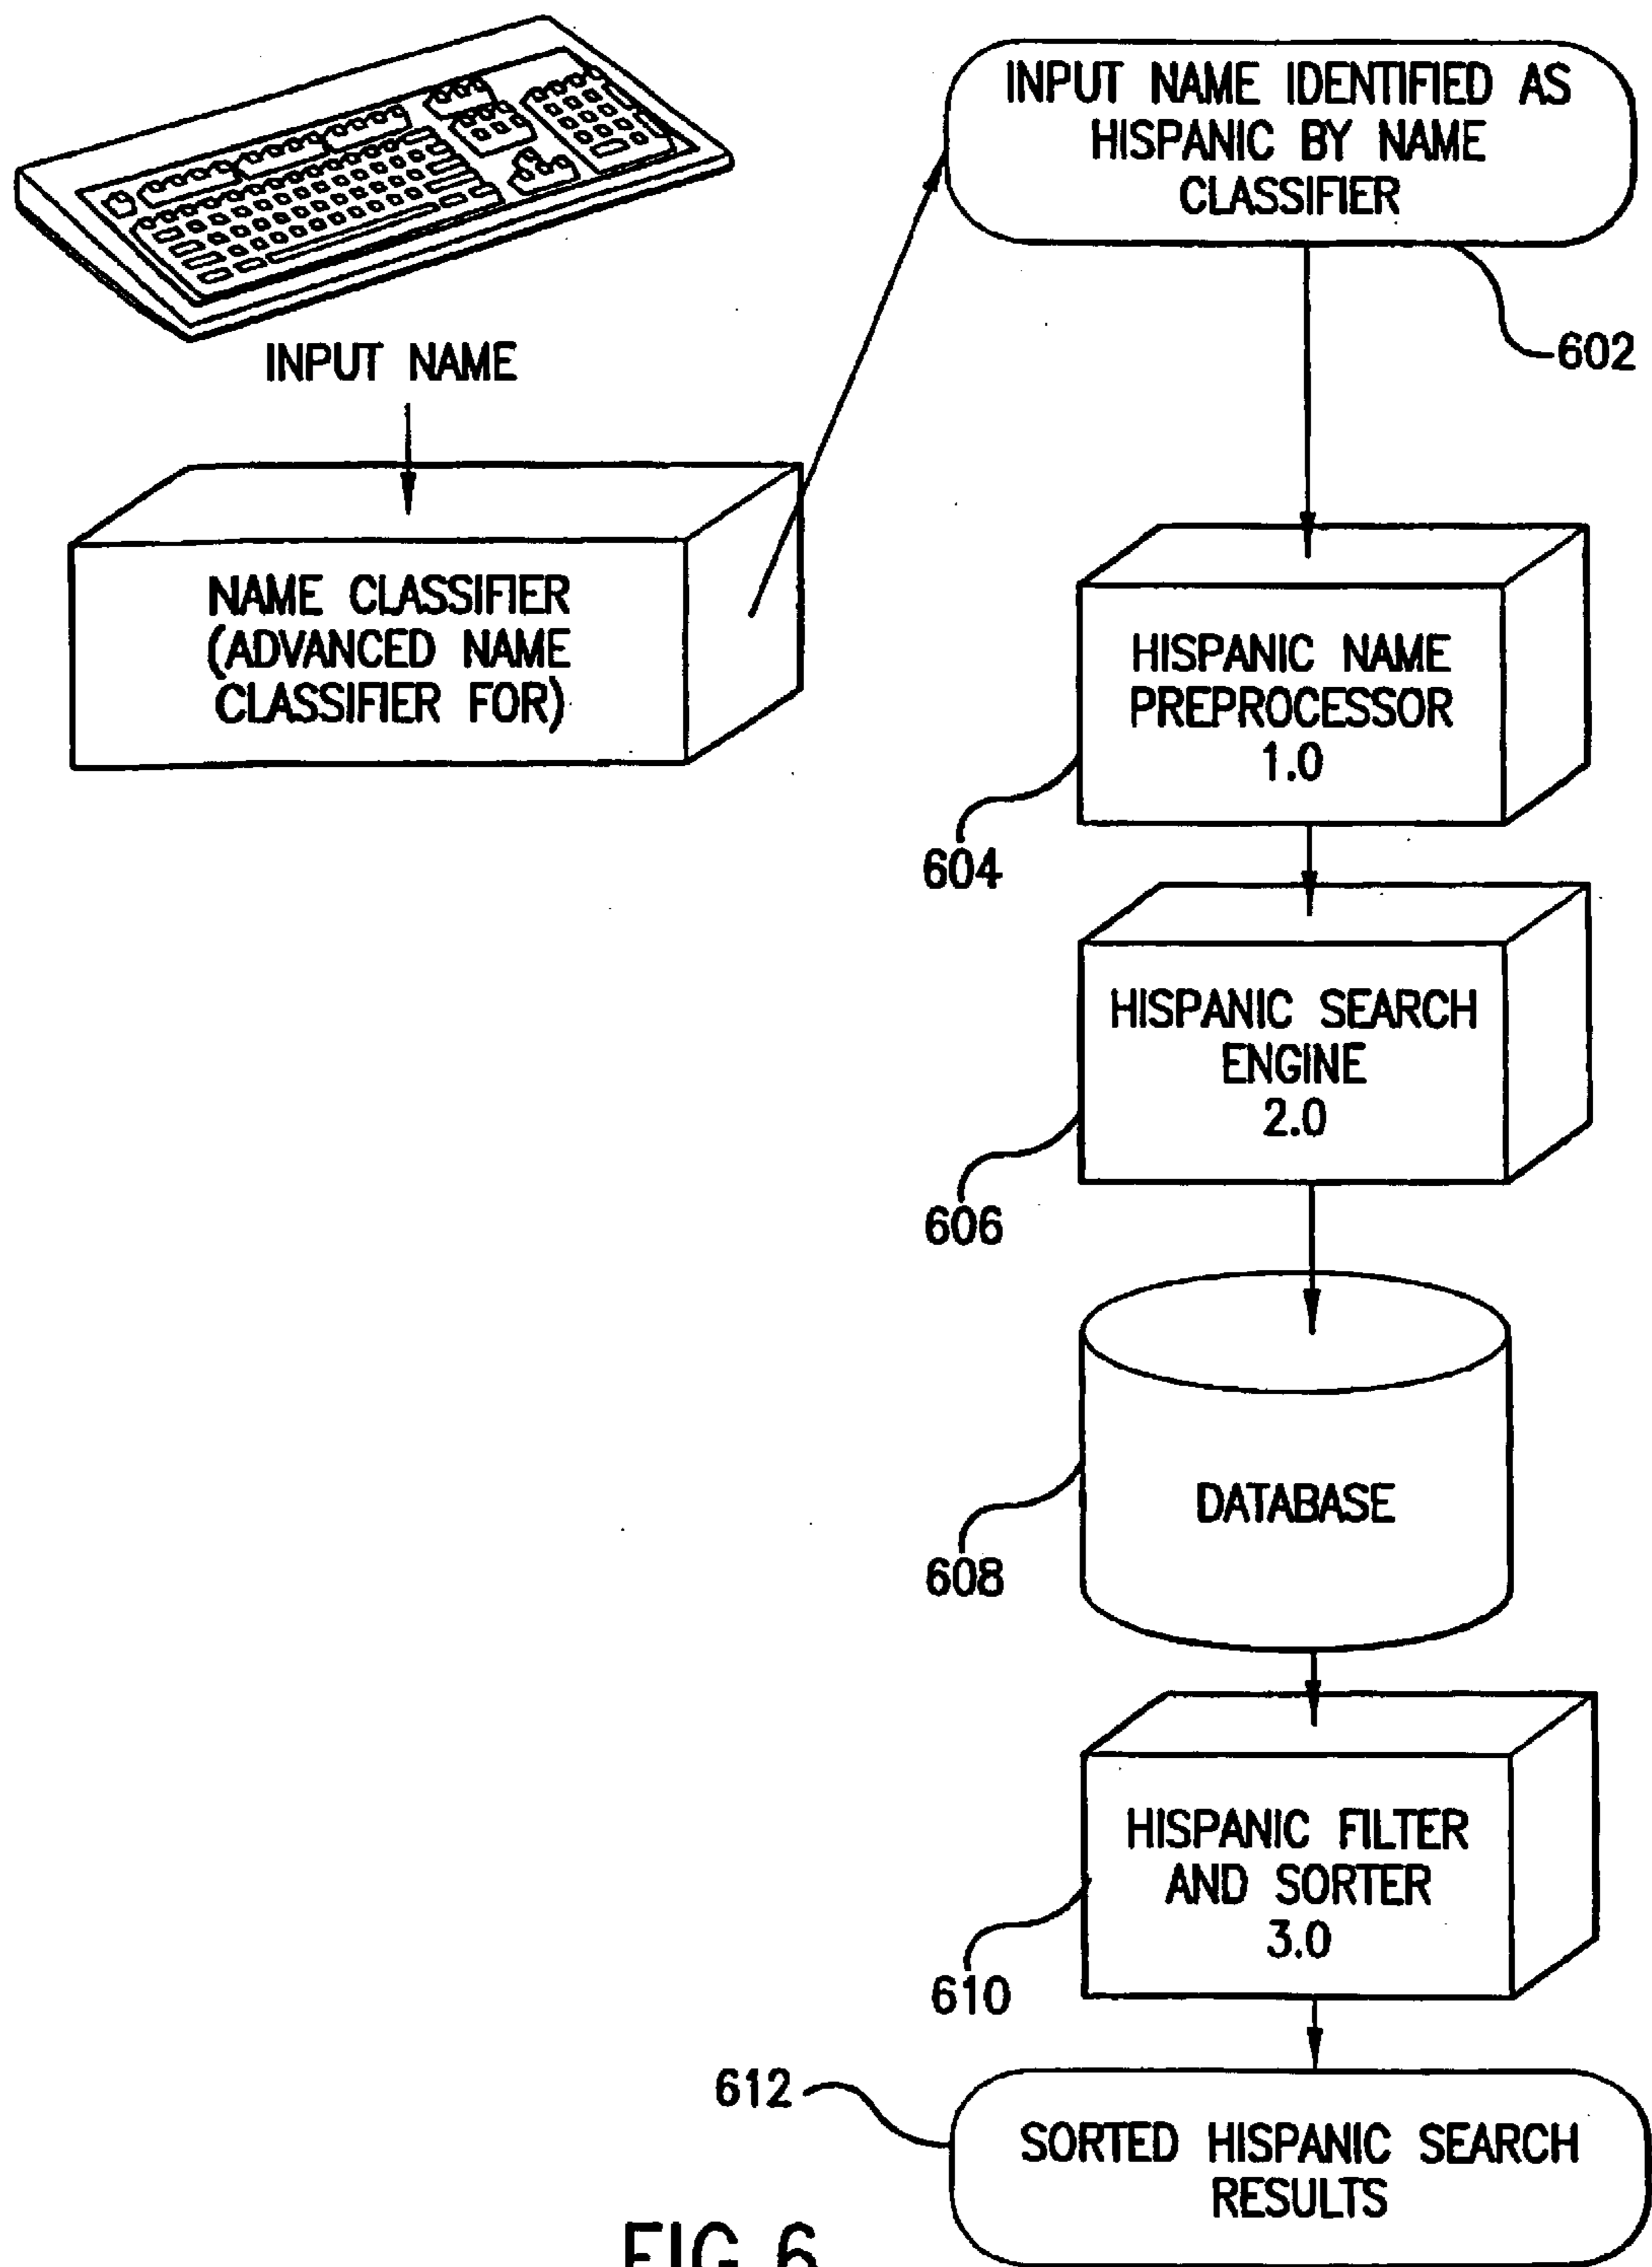 INPUT NAME
NAME CLASSIFIER
(ADVANCED NAME
CLASSIFIER FOR)
INPUT NAME IDENTIFIED AS
HISPANIC BY NAME
CLASSIFIER
602
HISPANIC NAME
PREPROCESSOR
1.0
604
HISPANIC SEARCH
ENGINE
2.0
606
DATABASE
608
HISPANIC FILTER
AND SORTER
3.0
610
612
SORTED HISPANIC SEARCH
RESULTS
FIG. 6